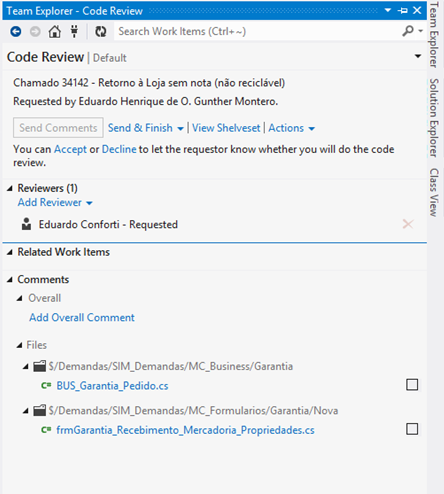 Team Explorer - Code Review
Search Work Items (Ctrl+~)
Code Review | Default
Chamado 34142 - Retorno à Loja sem nota (não reciclável)
Requested by Eduardo Henrique de O. Gunther Montero.
Send Comments Send & Finish | View Shelveset | Actions
You can Accept or Decline to let the requestor know whether you will do the code
review.
Reviewers (1)
Add Reviewer
Eduardo Conforti - Requested
Related Work Items
Comments
Overall
Add Overall Comment
Files
$/Demandas/SIM_Demandas/MC_Business/Garantia
C# BUS_Garantia_Pedido.cs
$/Demandas/SIM_Demandas/MC_Formularios/Garantia/Nova
C# frmGarantia_Recebimento_Mercadoria_Propriedades.cs
Team Explorer
Solution Explorer
Class View